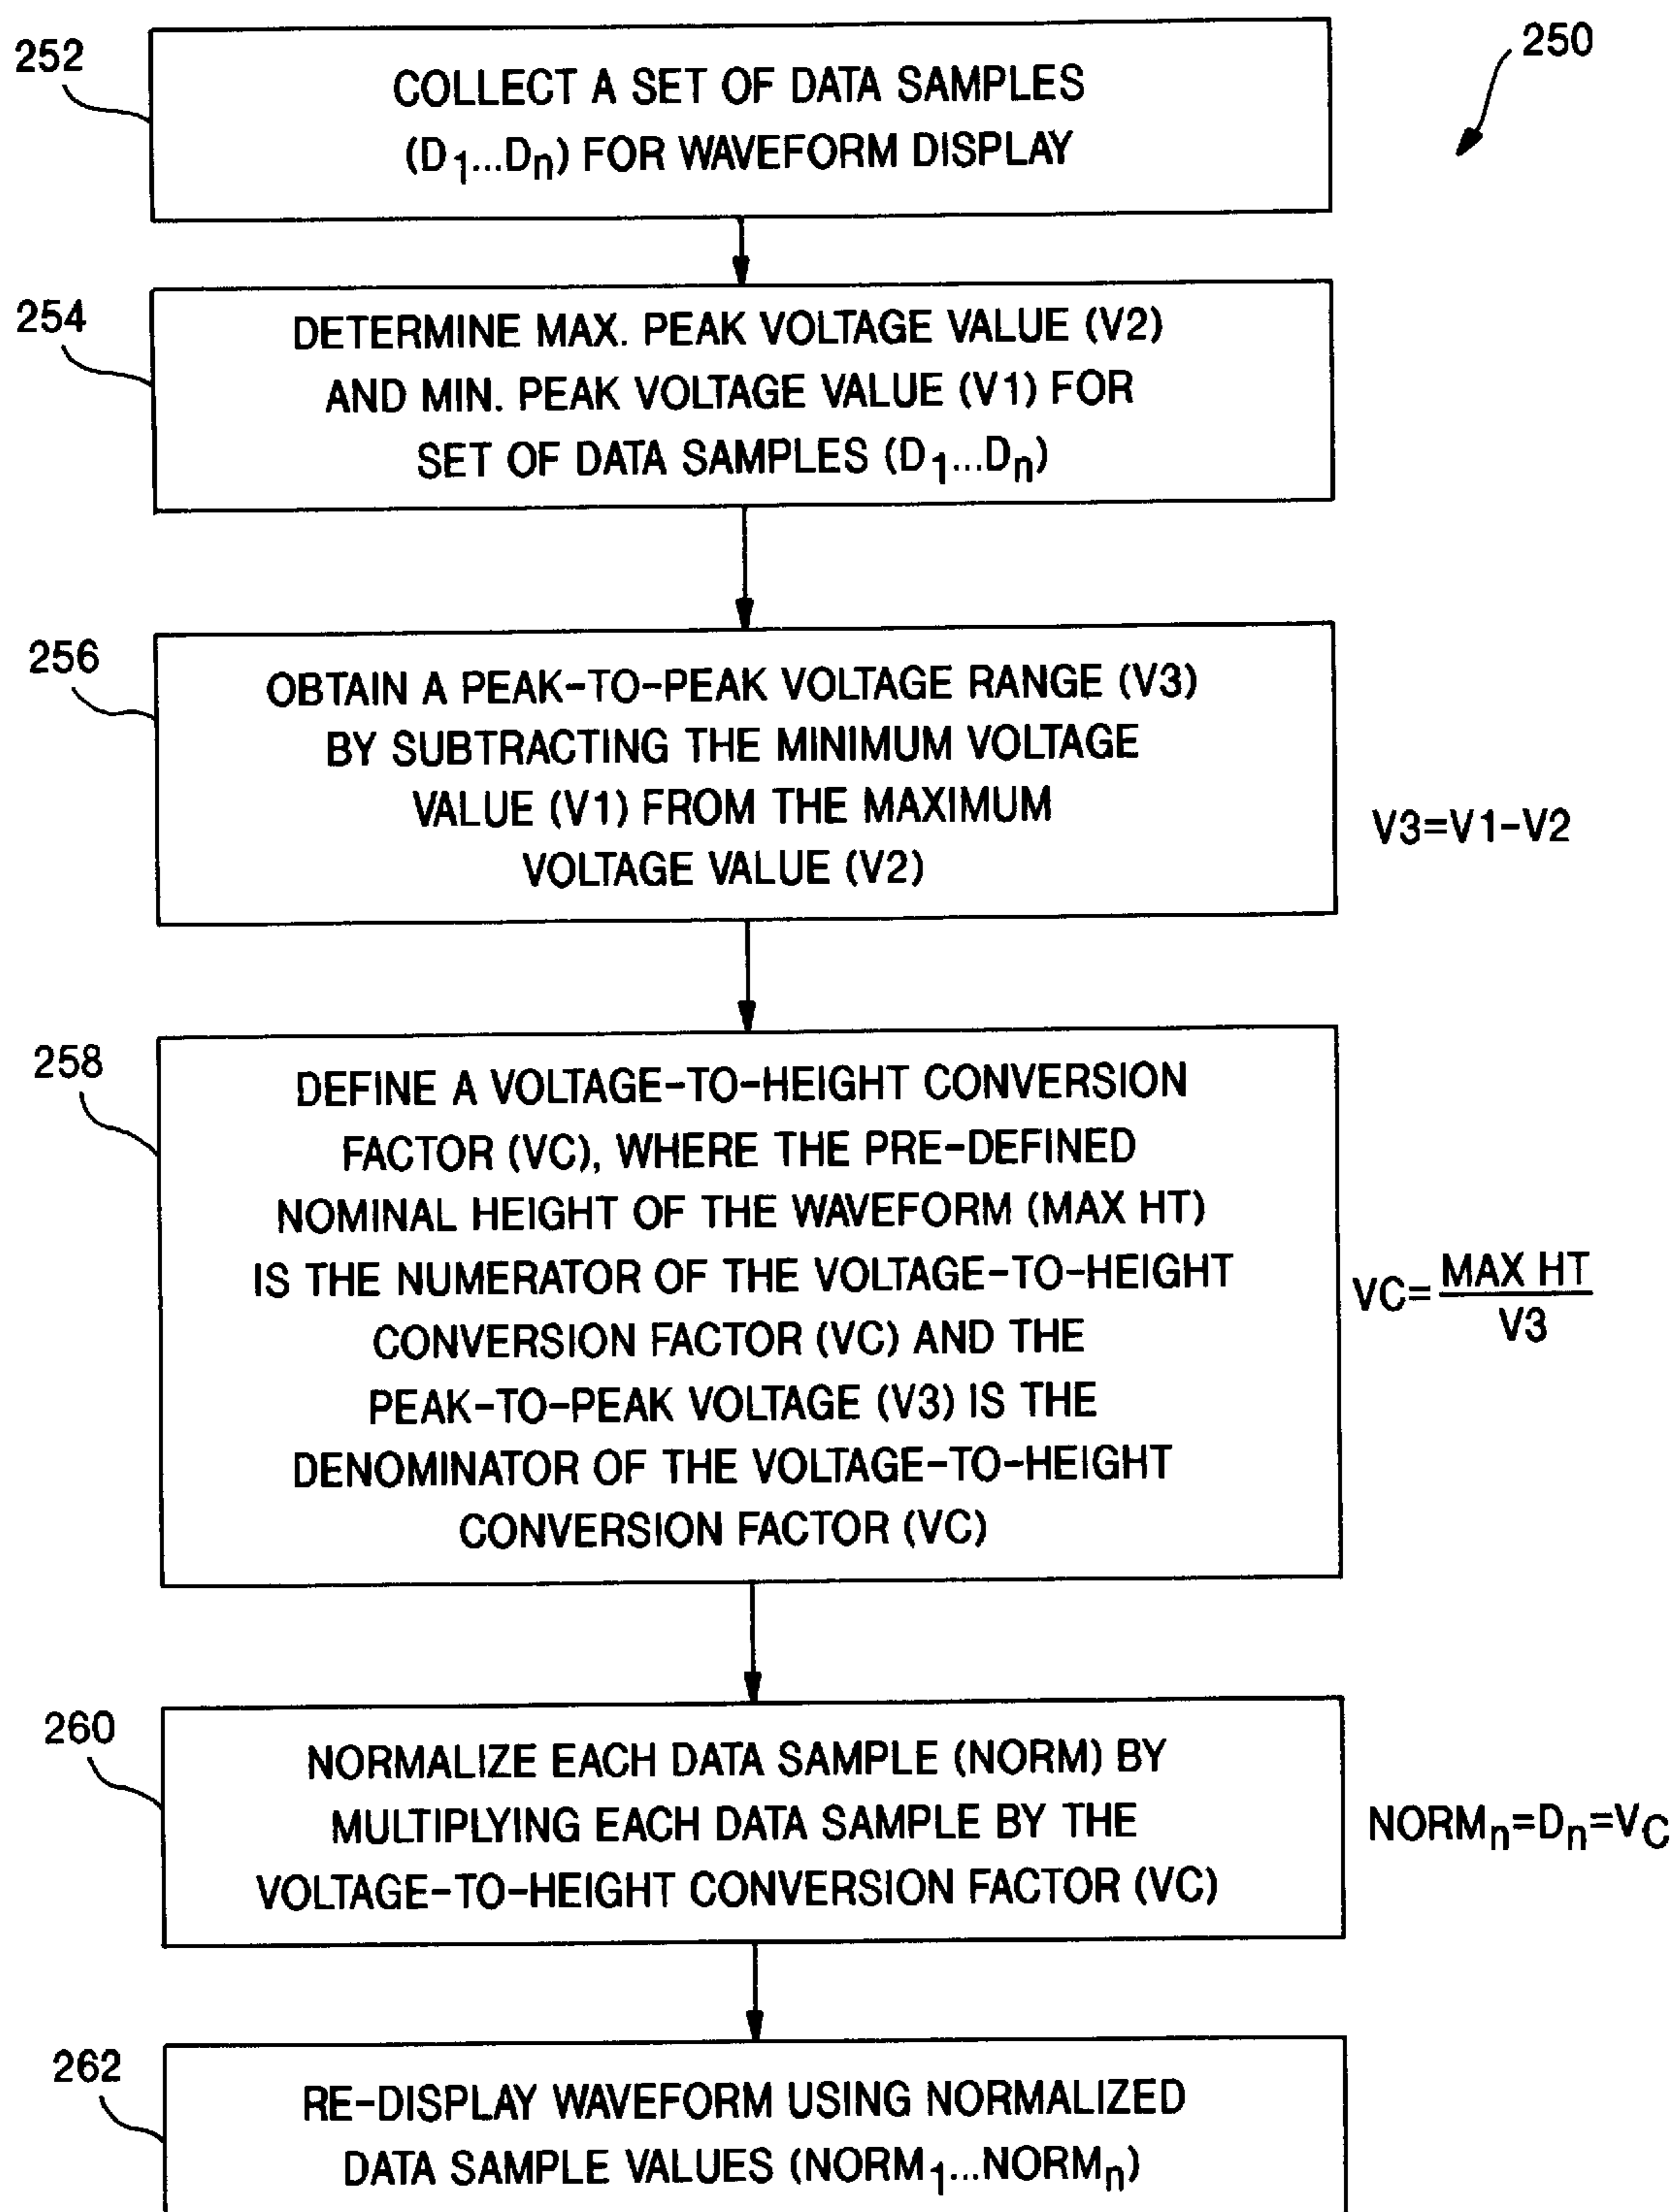 252
250
COLLECT A SET OF DATA SAMPLES
(D1...Dn) FOR WAVEFORM DISPLAY
254
DETERMINE MAX. PEAK VOLTAGE VALUE (V2)
AND MIN. PEAK VOLTAGE VALUE (V1) FOR
SET OF DATA SAMPLES (D1...Dn)
256
OBTAIN A PEAK-TO-PEAK VOLTAGE RANGE (V3)
BY SUBTRACTING THE MINIMUM VOLTAGE
VALUE (V1) FROM THE MAXIMUM
VOLTAGE VALUE (V2)
V3=V1-V2
258
DEFINE A VOLTAGE-TO-HEIGHT CONVERSION
FACTOR (VC), WHERE THE PRE-DEFINED
NOMINAL HEIGHT OF THE WAVEFORM (MAX HT)
IS THE NUMERATOR OF THE VOLTAGE-TO-HEIGHT
CONVERSION FACTOR (VC) AND THE
PEAK-TO-PEAK VOLTAGE (V3) IS THE
DENOMINATOR OF THE VOLTAGE-TO-HEIGHT
CONVERSION FACTOR (VC)
VC= MAX HT
V3
260
NORMALIZE EACH DATA SAMPLE (NORM) BY
MULTIPLYING EACH DATA SAMPLE BY THE
VOLTAGE-TO-HEIGHT CONVERSION FACTOR (VC)
NORMn=Dn=VC
262
RE-DISPLAY WAVEFORM USING NORMALIZED
DATA SAMPLE VALUES (NORM1...NORMn)